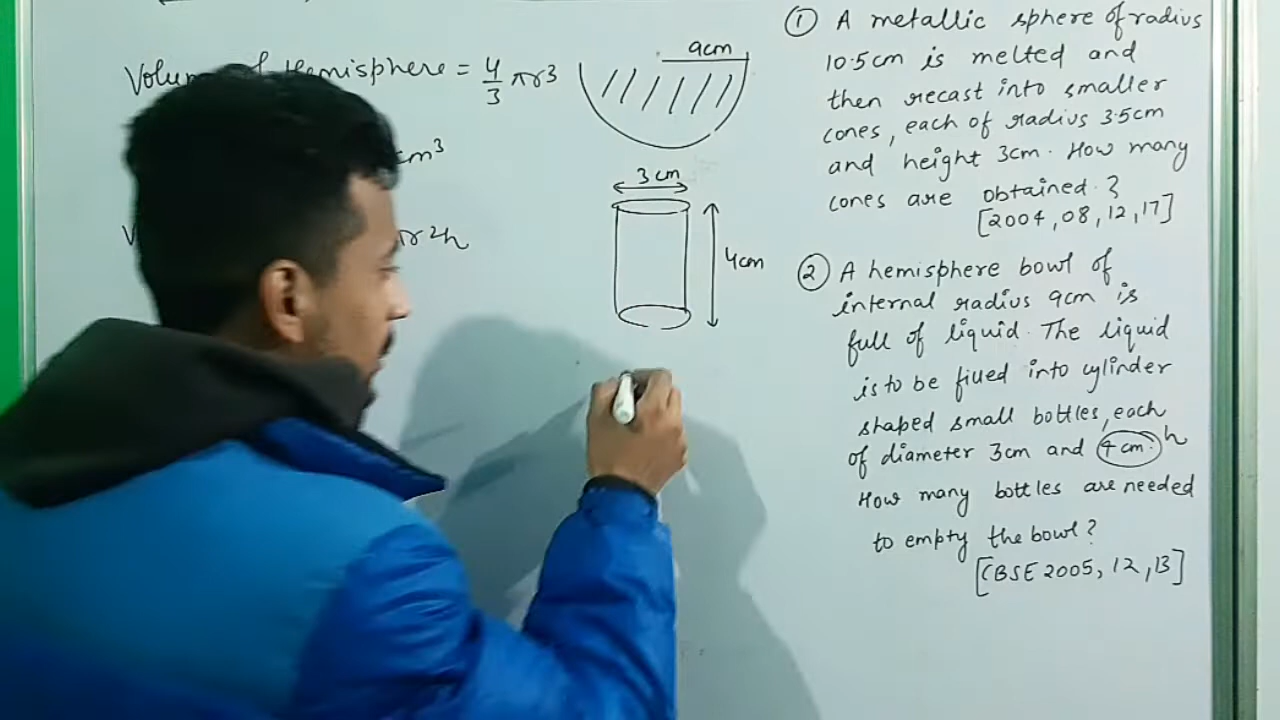 Hemisphere = 4/3 πr3
9cm
cm3
3 cm
r2h
4cm
① A metallic sphere of radius
10.5cm is melted and
then recast into smaller
cones, each of radius 3.5cm
and height 3cm. How many
cones are obtained.?
[2004,08,12,17]
② A hemisphere bowl of
internal radius 9cm is
full of liquid. The liquid
is to be filled into cylinder
shaped small bottles, each
of diameter 3cm and 4cm. h
How many bottles are needed
to empty the bowl?
[CBSE 2005, 12, 13]